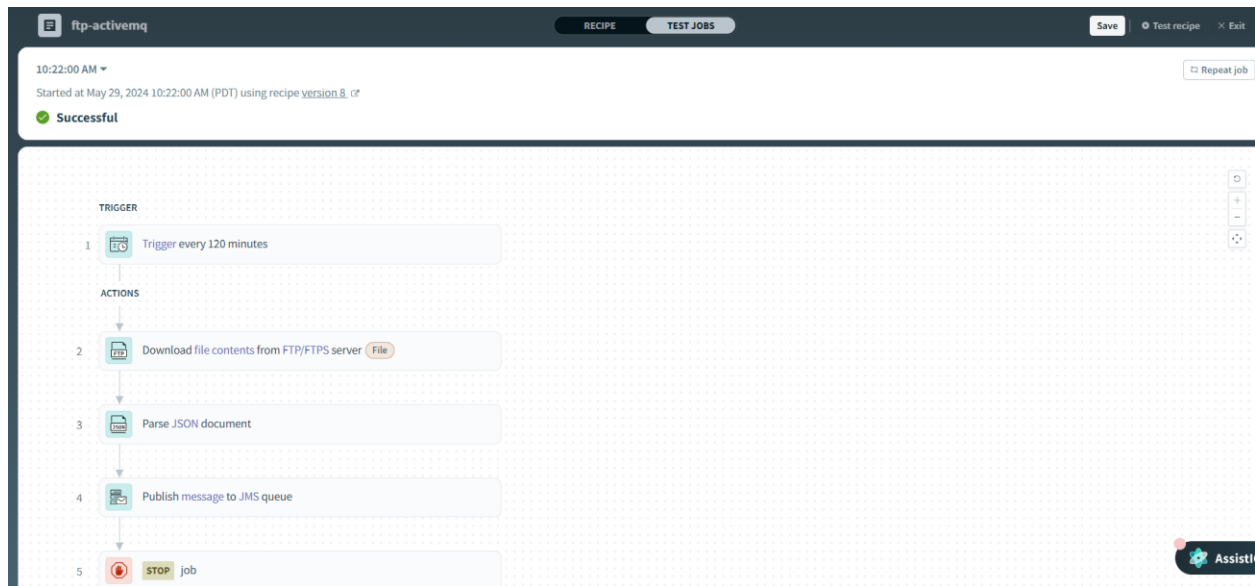 ftp-activemq
RECIPE
TEST JOBS
Save
Test recipe
Exit
10:22:00 AM
Repeat job
Started at May 29, 2024 10:22:00 AM (PDT) using recipe version 8
Successful
TRIGGER
1 Trigger every 120 minutes
ACTIONS
2 FTP Download file contents from FTP/FTPS server File
3 JSON Parse JSON document
4 Publish message to JMS queue
5 STOP job